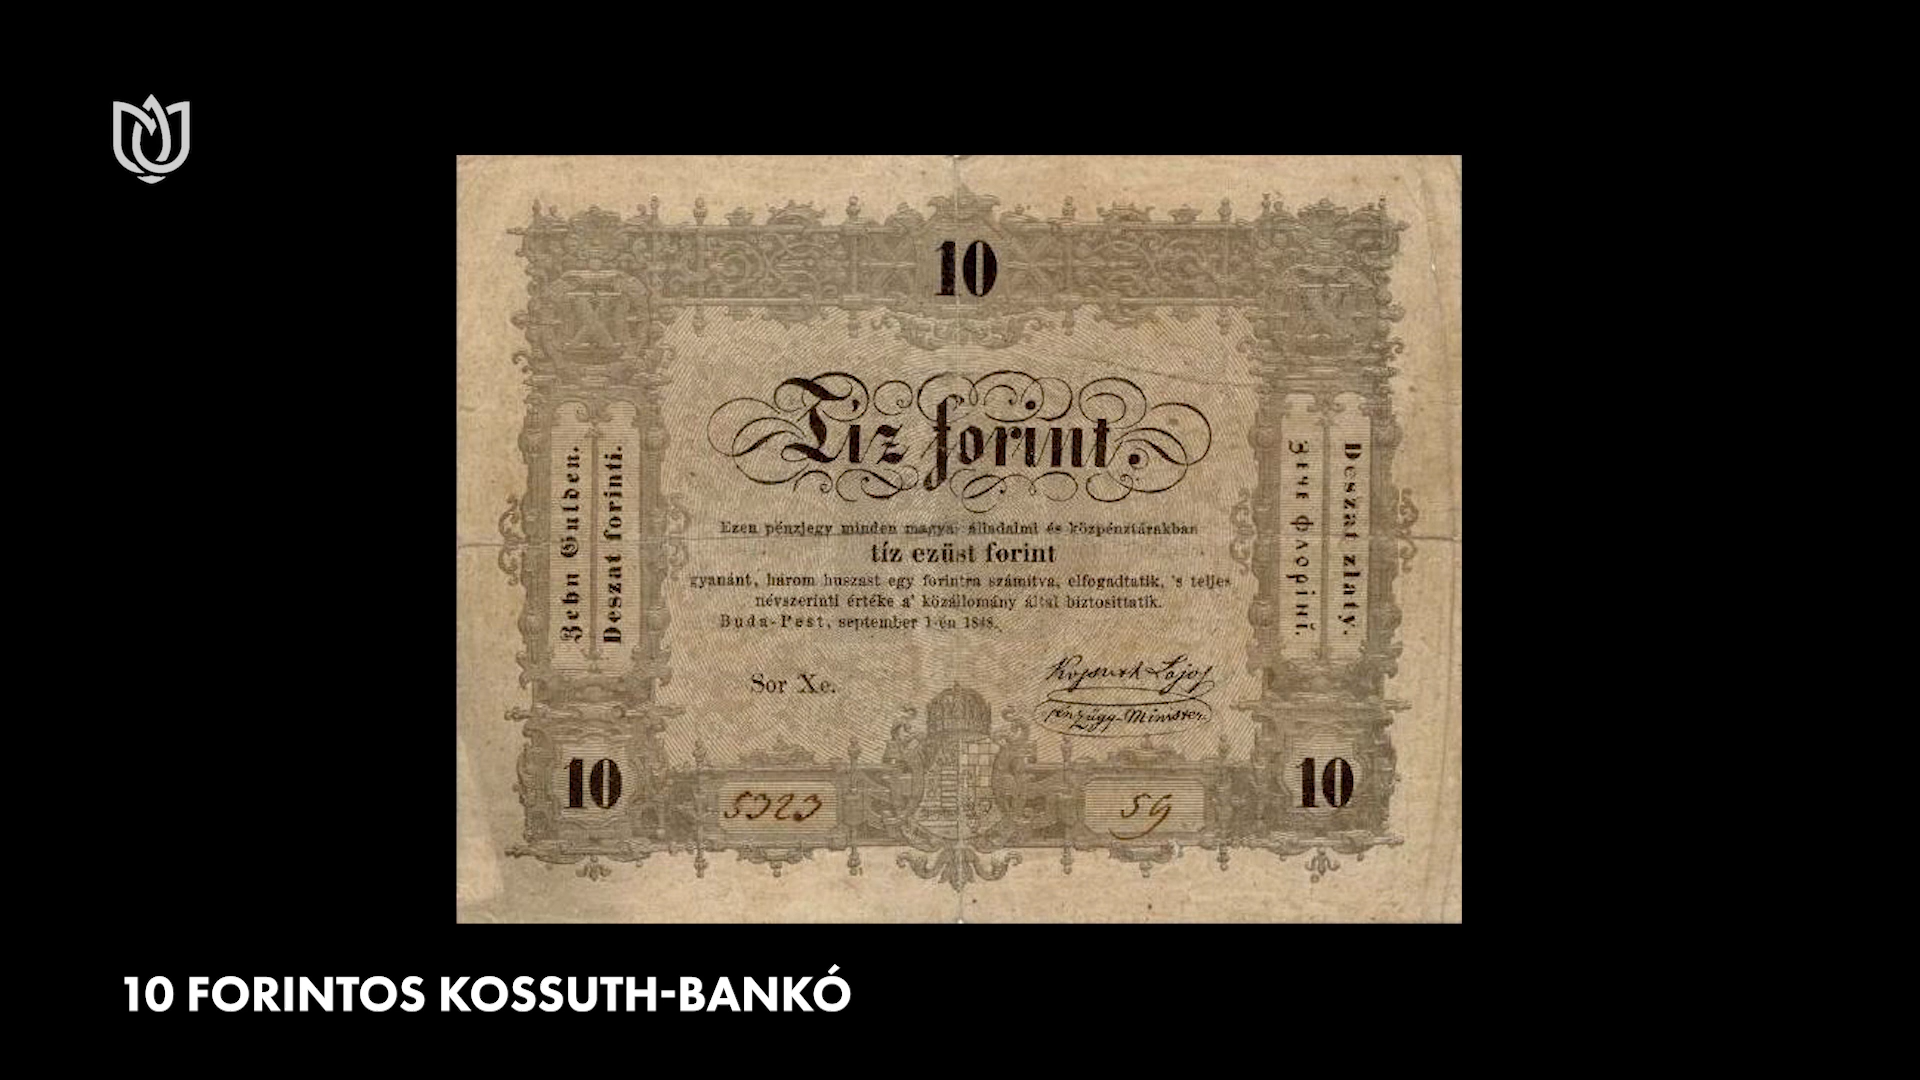 10
Tíz forint.
Ezen pénzjegy minden magyar álladalmi és közpénztárakban
tíz ezüst forint
gyanánt, három huszast egy forintra számítva, elfogadtatik, 's teljes
névszerinti értéke a' közállomány által biztosittatik.
Buda-Pest, september 1-én 1848.
Sor Xe.
Kossuth Lajos
pénzügy-Minister
Zehn Gulden.
Deszat forinti.
Deszat zlaty.
10
5323
59
10
10 FORINTOS KOSSUTH-BANKÓ